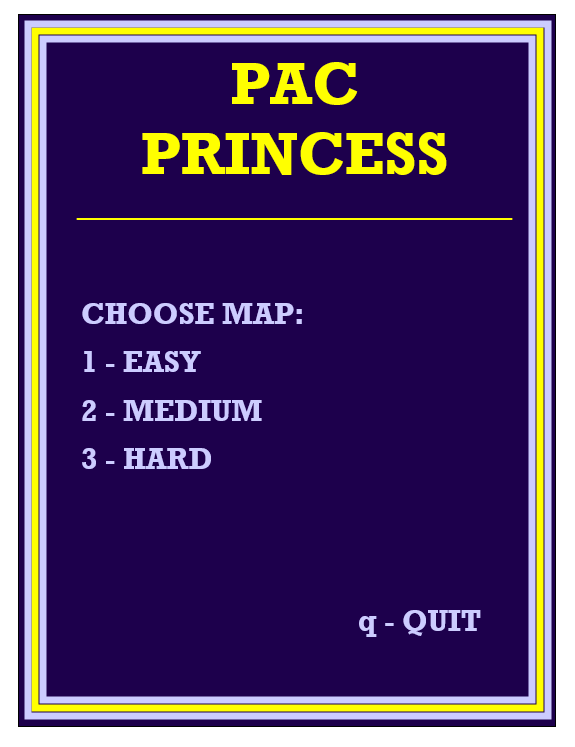 PAC
PRINCESS
CHOOSE MAP:
1 - EASY
2 - MEDIUM
3 - HARD
q - QUIT